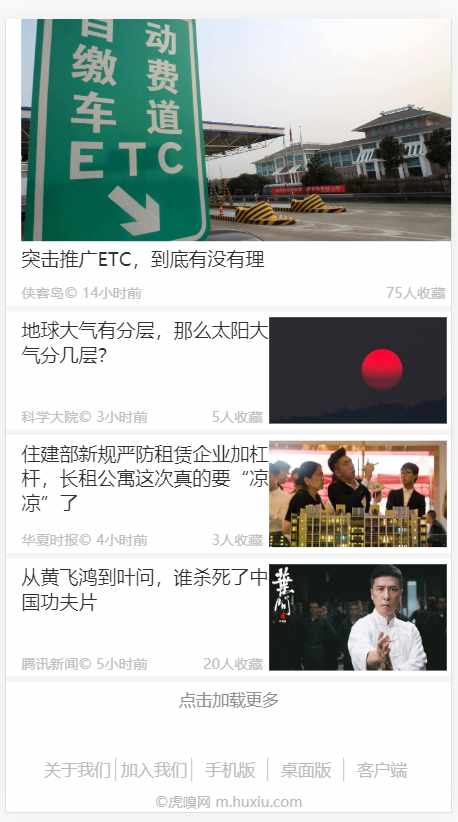 自动
缴费
车道
ETC
突击推广ETC，到底有没有理
侠客岛© 14小时前 75人收藏
地球大气有分层，那么太阳大
气分几层?
科学大院© 3小时前 5人收藏
住建部新规严防租赁企业加杠
杆，长租公寓这次真的要“凉
凉”了
华夏时报© 4小时前 3人收藏
从黄飞鸿到叶问，谁杀死了中
国功夫片
腾讯新闻© 5小时前 20人收藏
葉問
点击加载更多
关于我们 加入我们 手机版 桌面版 客户端
©虎嗅网 m.huxiu.com